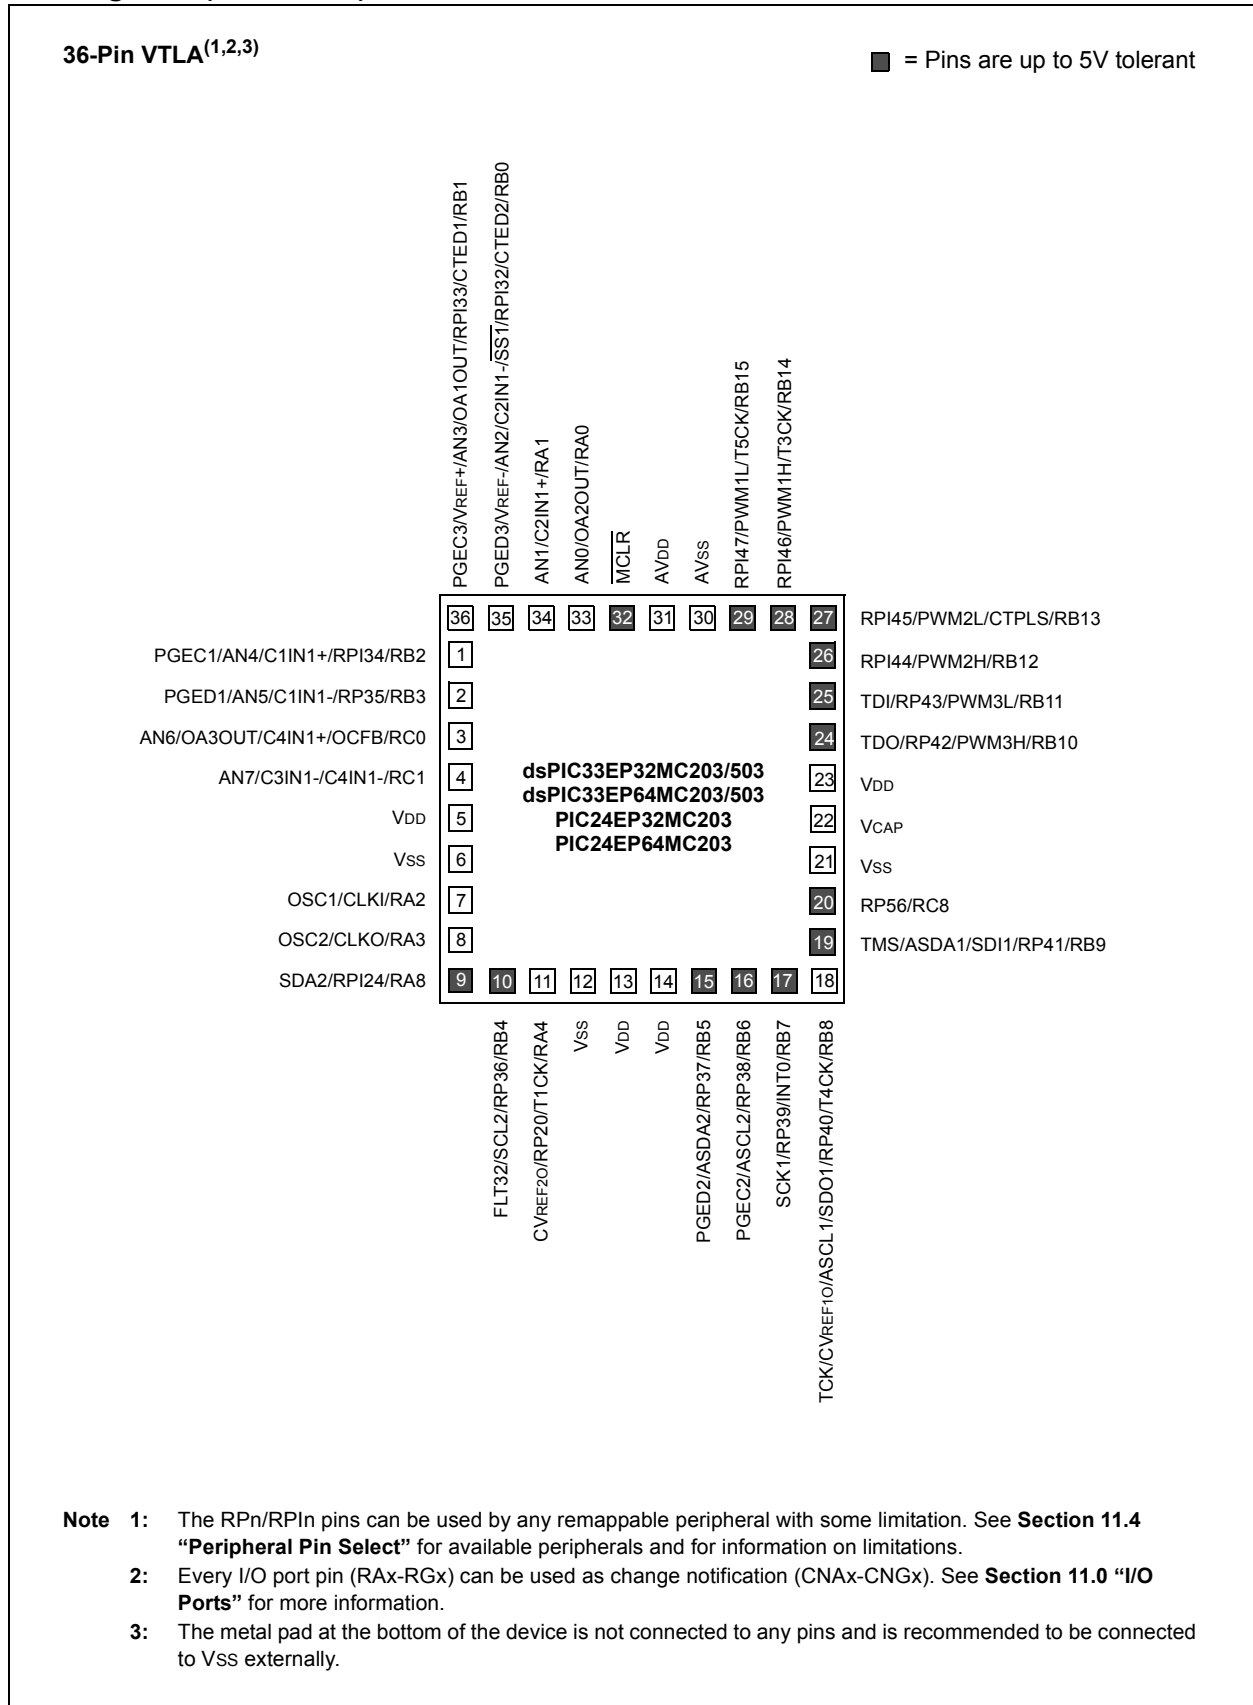 36-Pin VTLA(1,2,3)
= Pins are up to 5V tolerant
PGEC3/VREF+/AN3/OA1OUT/RPI33/CTED1/RB1
PGED3/VREF-/AN2/C2IN1-/SS1/RPI32/CTED2/RB0
AN1/C2IN1+/RA1
AN0/OA2OUT/RA0
MCLR
AVDD
AVSS
RPI47/PWM1L/T5CK/RB15
RPI46/PWM1H/T3CK/RB14
36 35 34 33 32 31 30 29 28 27 RPI45/PWM2L/CTPLS/RB13
PGEC1/AN4/C1IN1+/RPI34/RB2 1 26 RPI44/PWM2H/RB12
PGED1/AN5/C1IN1-/RP35/RB3 2 25 TDI/RP43/PWM3L/RB11
AN6/OA3OUT/C4IN1+/OCFB/RC0 3 24 TDO/RP42/PWM3H/RB10
AN7/C3IN1-/C4IN1-/RC1 4 23 VDD
dsPIC33EP32MC203/503
dsPIC33EP64MC203/503
PIC24EP32MC203
PIC24EP64MC203
VDD 5 22 VCAP
VSS 6 21 VSS
OSC1/CLKI/RA2 7 20 RP56/RC8
OSC2/CLKO/RA3 8 19 TMS/ASDA1/SDI1/RP41/RB9
SDA2/RPI24/RA8 9 10 11 12 13 14 15 16 17 18
FLT32/SCL2/RP36/RB4
CVREF2O/RP20/T1CK/RA4
VSS
VDD
VDD
PGED2/ASDA2/RP37/RB5
PGEC2/ASCL2/RP38/RB6
SCK1/RP39/INT0/RB7
TCK/CVREF1O/ASCL1/SDO1/RP40/T4CK/RB8
Note 1: The RPn/RPIn pins can be used by any remappable peripheral with some limitation. See Section 11.4
“Peripheral Pin Select” for available peripherals and for information on limitations.
2: Every I/O port pin (RAx-RGx) can be used as change notification (CNAx-CNGx). See Section 11.0 “I/O
Ports” for more information.
3: The metal pad at the bottom of the device is not connected to any pins and is recommended to be connected
to VSS externally.